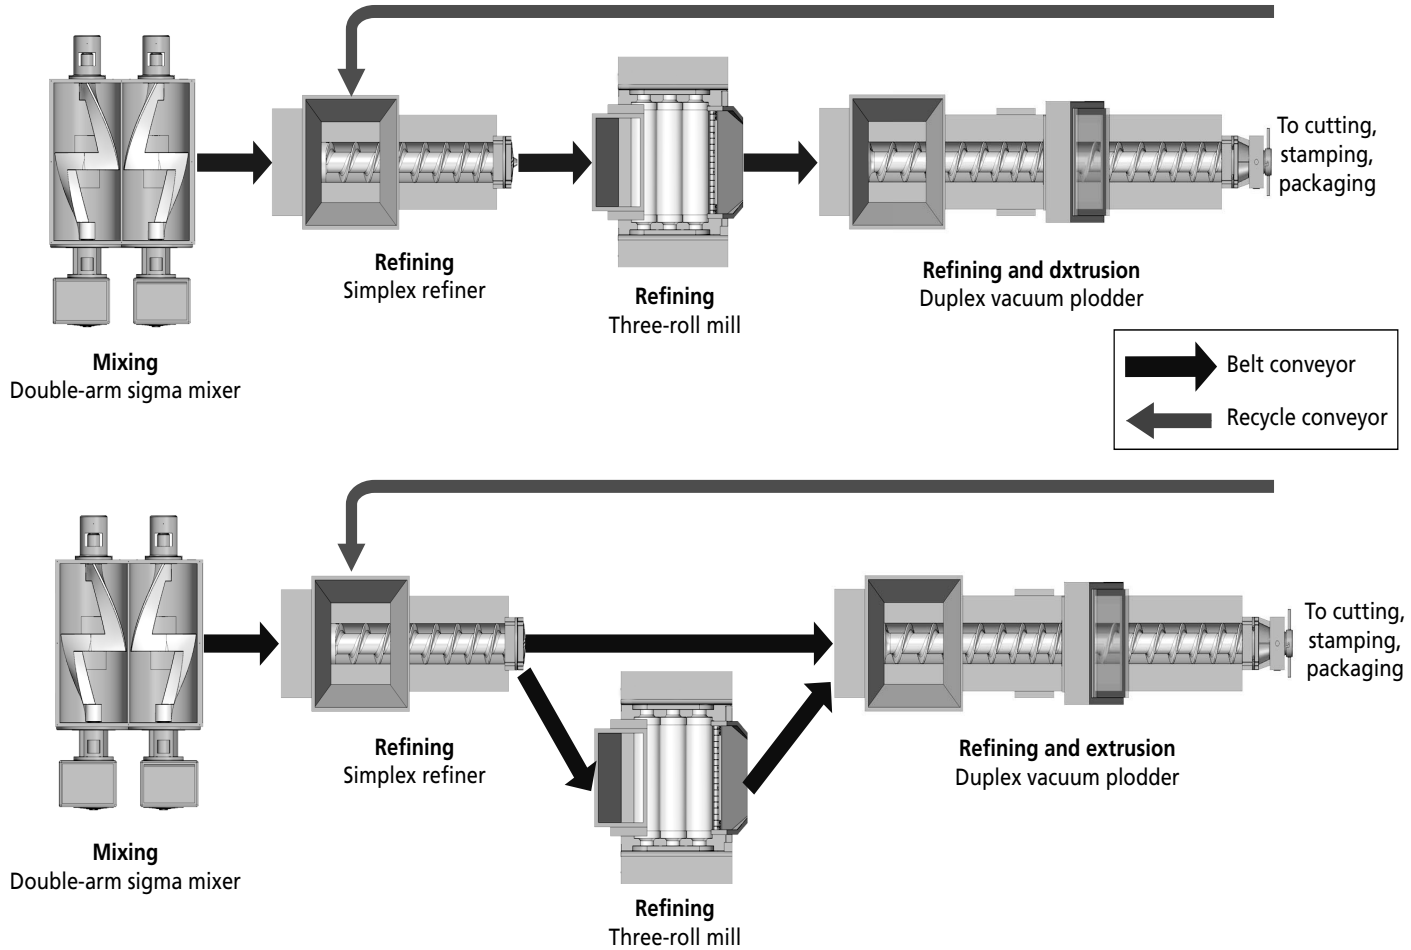 To cutting,
stamping,
packaging
Refining
Simplex refiner
Refining and dxtrusion
Duplex vacuum plodder
Refining
Three-roll mill
Mixing
Double-arm sigma mixer
Belt conveyor
Recycle conveyor
To cutting,
stamping,
packaging
Refining
Simplex refiner
Refining and extrusion
Duplex vacuum plodder
Mixing
Double-arm sigma mixer
Refining
Three-roll mill